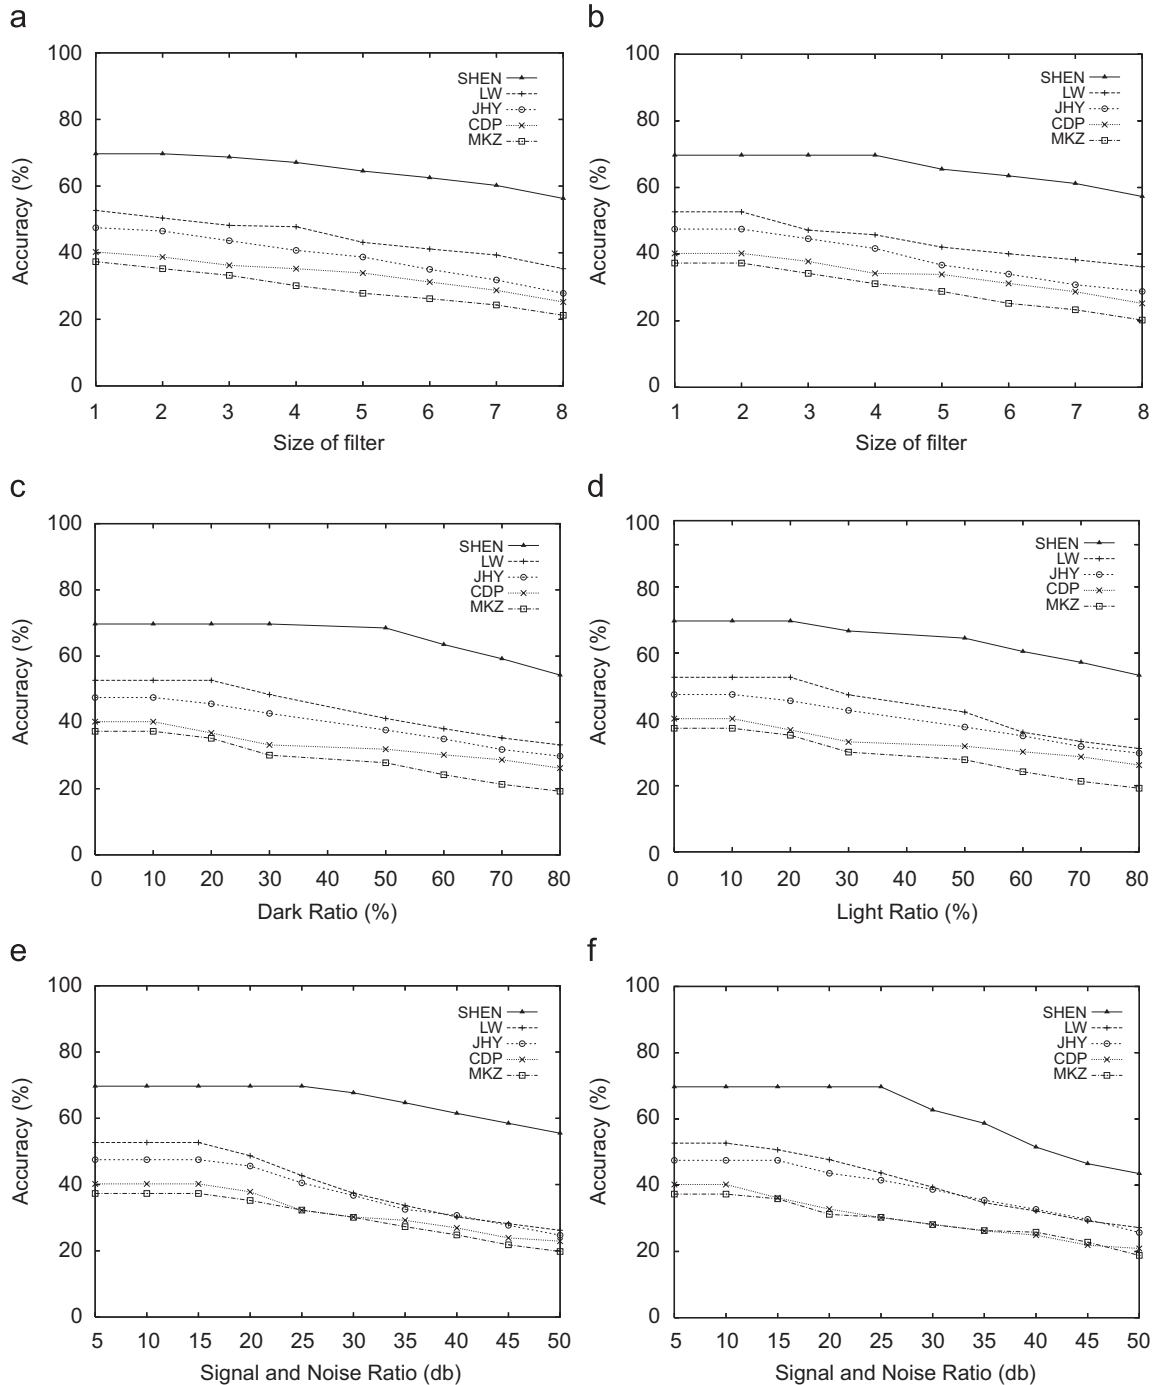 a
100
80
60
40
20
0
Accuracy (%)
SHEN
LW
JHY
CDP
MKZ
1 2 3 4 5 6 7 8
Size of filter
b
100
80
60
40
20
0
Accuracy (%)
SHEN
LW
JHY
CDP
MKZ
1 2 3 4 5 6 7 8
Size of filter
c
100
80
60
40
20
0
Accuracy (%)
SHEN
LW
JHY
CDP
MKZ
0 10 20 30 40 50 60 70 80
Dark Ratio (%)
d
100
80
60
40
20
0
Accuracy (%)
SHEN
LW
JHY
CDP
MKZ
0 10 20 30 40 50 60 70 80
Light Ratio (%)
e
100
80
60
40
20
0
Accuracy (%)
SHEN
LW
JHY
CDP
MKZ
5 10 15 20 25 30 35 40 45 50
Signal and Noise Ratio (db)
f
100
80
60
40
20
0
Accuracy (%)
SHEN
LW
JHY
CDP
MKZ
5 10 15 20 25 30 35 40 45 50
Signal and Noise Ratio (db)